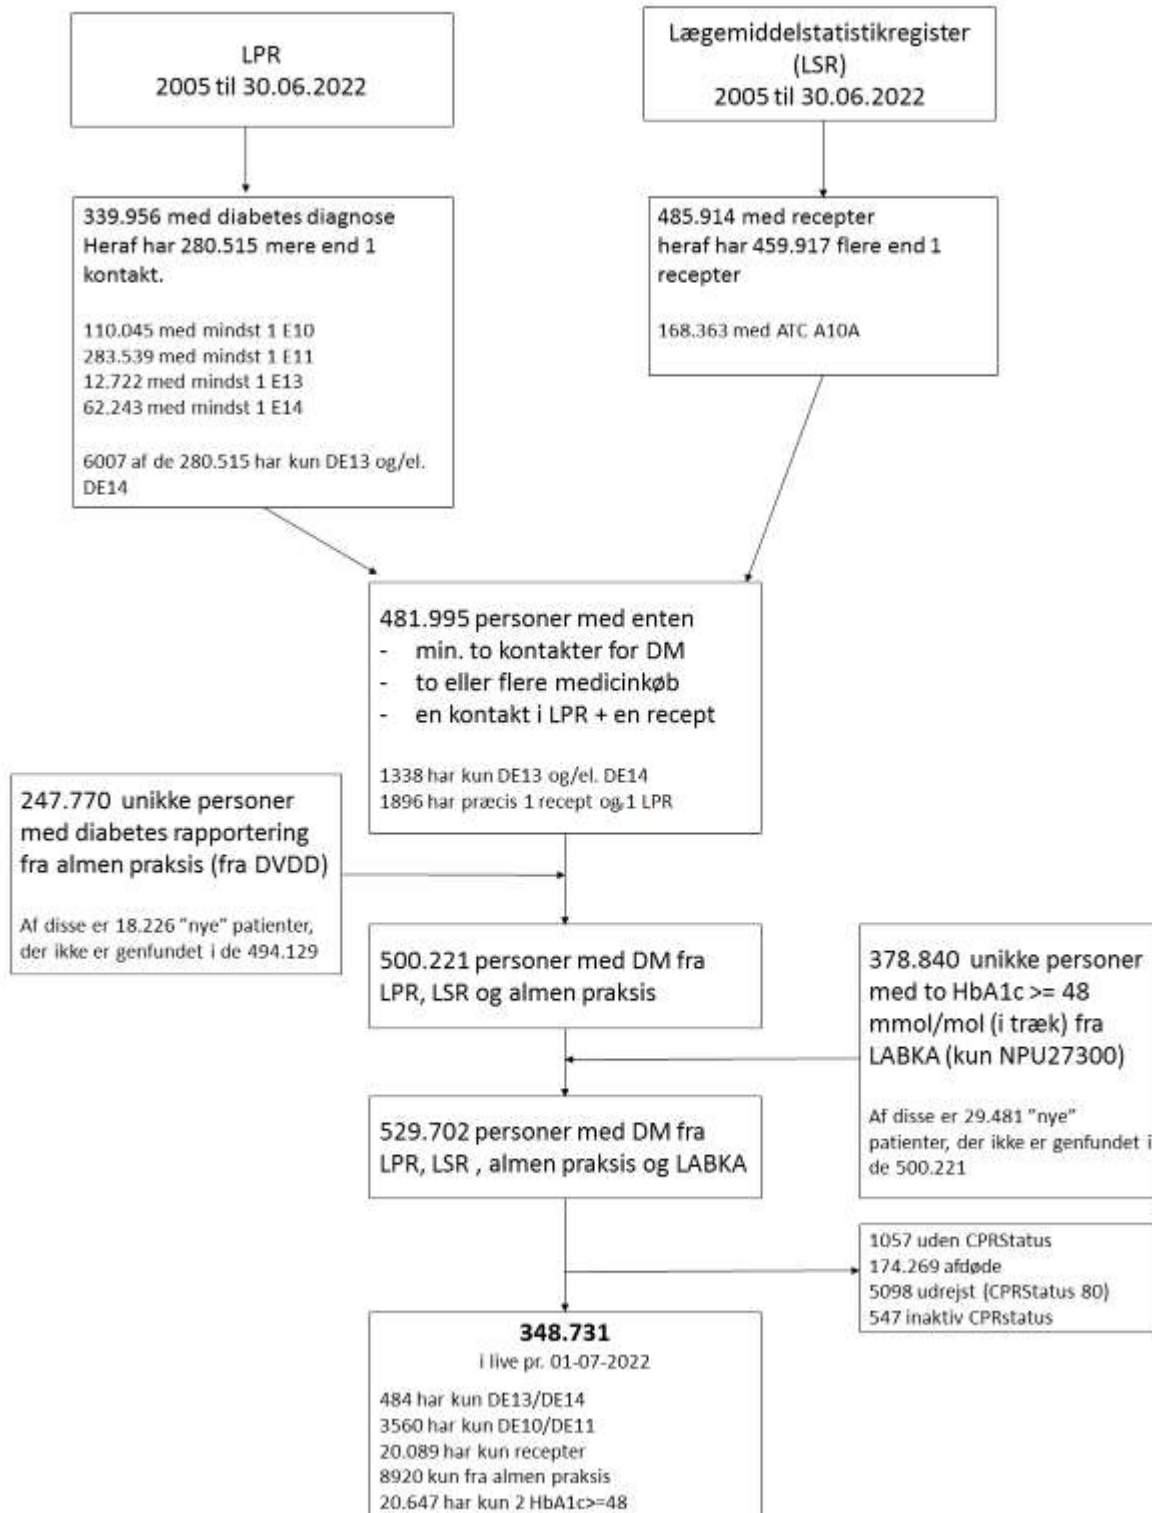 LPR
2005 til 30.06.2022
Lægemiddelstatistikregister
(LSR)
2005 til 30.06.2022
339.956 med diabetes diagnose
Heraf har 280.515 mere end 1
kontakt.
110.045 med mindst 1 E10
283.539 med mindst 1 E11
12.722 med mindst 1 E13
62.243 med mindst 1 E14
6007 af de 280.515 har kun DE13 og/el.
DE14
485.914 med recepter
heraf har 459.917 flere end 1
recepter
168.363 med ATC A10A
481.995 personer med enten
- min. to kontakter for DM
- to eller flere medicinkøb
- en kontakt i LPR + en recept
1338 har kun DE13 og/el. DE14
1896 har præcis 1 recept og 1 LPR
247.770 unikke personer
med diabetes rapportering
fra almen praksis (fra DVDD)
Af disse er 18.226 "nye" patienter,
der ikke er genfundet i de 494.129
500.221 personer med DM fra
LPR, LSR og almen praksis
378.840 unikke personer
med to HbA1c >= 48
mmol/mol (i træk) fra
LABKA (kun NPU27300)
Af disse er 29.481 "nye"
patienter, der ikke er genfundet i
de 500.221
529.702 personer med DM fra
LPR, LSR , almen praksis og LABKA
1057 uden CPRStatus
174.269 afdøde
5098 udrejst (CPRStatus 80)
547 inaktiv CPRstatus
348.731
i live pr. 01-07-2022
484 har kun DE13/DE14
3560 har kun DE10/DE11
20.089 har kun recepter
8920 kun fra almen praksis
20.647 har kun 2 HbA1c>=48